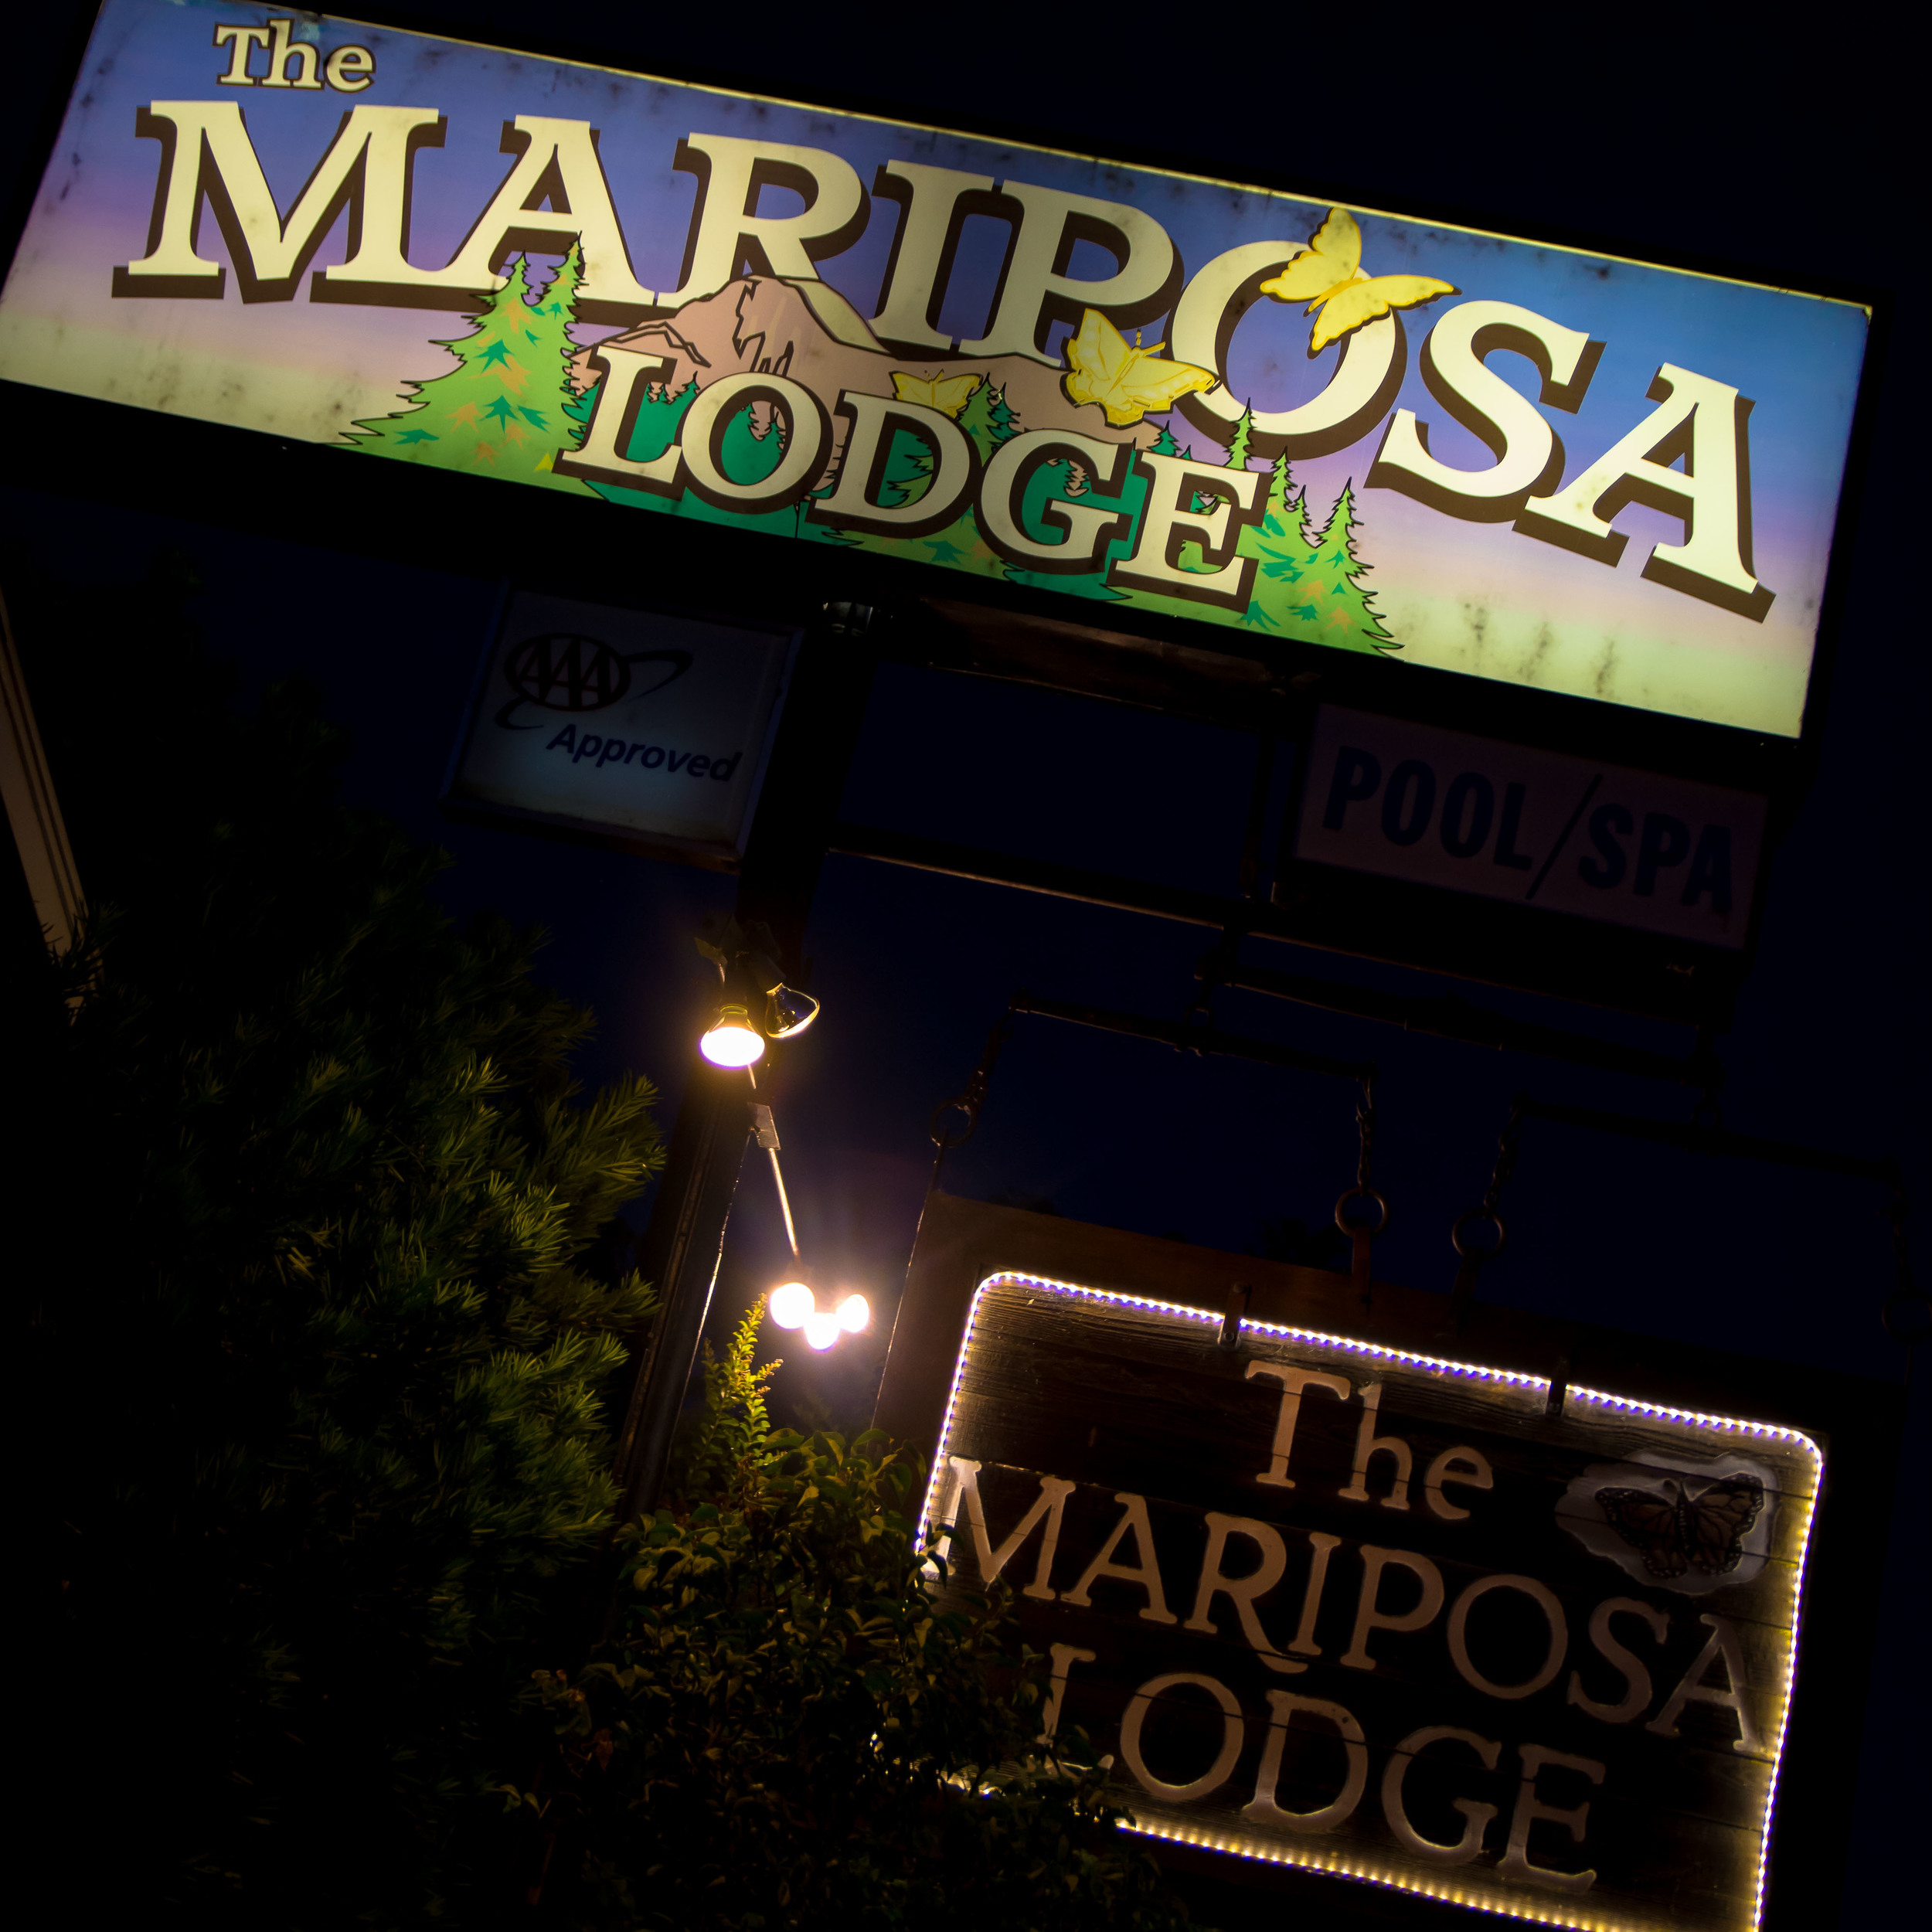 The
MARIPOSA
LODGE
AAA
Approved
POOL/SPA
The
MARIPOSA
LODGE